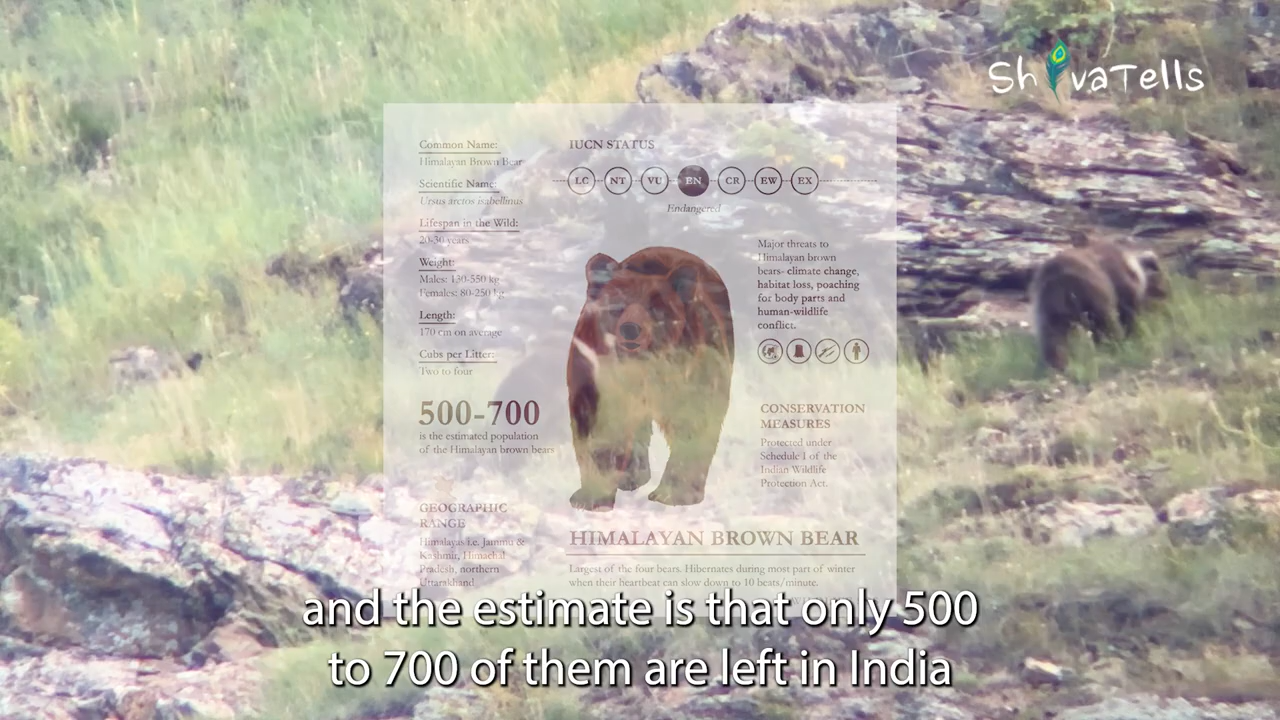 ShivaTells
Common Name:
Himalayan Brown Bear
Scientific Name:
Ursus arctos isabellinus
Lifespan in the Wild:
20-30 years
Weight:
Males: 130-550 kg
Females: 80-250 kg
Length:
170 cm on average
Cubs per Litter:
Two to four
500-700
is the estimated population
of the Himalayan brown bears
GEOGRAPHIC
RANGE
Himalayas i.e. Jammu &
Kashmir, Himachal
Pradesh, northern
Uttarakhand
IUCN STATUS
LC NT VU EN CR EW EX
Endangered
Major threats to
Himalayan brown
bears- climate change,
habitat loss, poaching
for body parts and
human-wildlife
conflict.
CONSERVATION
MEASURES
Protected under
Schedule I of the
Indian Wildlife
Protection Act.
HIMALAYAN BROWN BEAR
Largest of the four bears. Hibernates during most part of winter
when their heartbeat can slow down to 10 beats/minute.
and the estimate is that only 500
to 700 of them are left in India